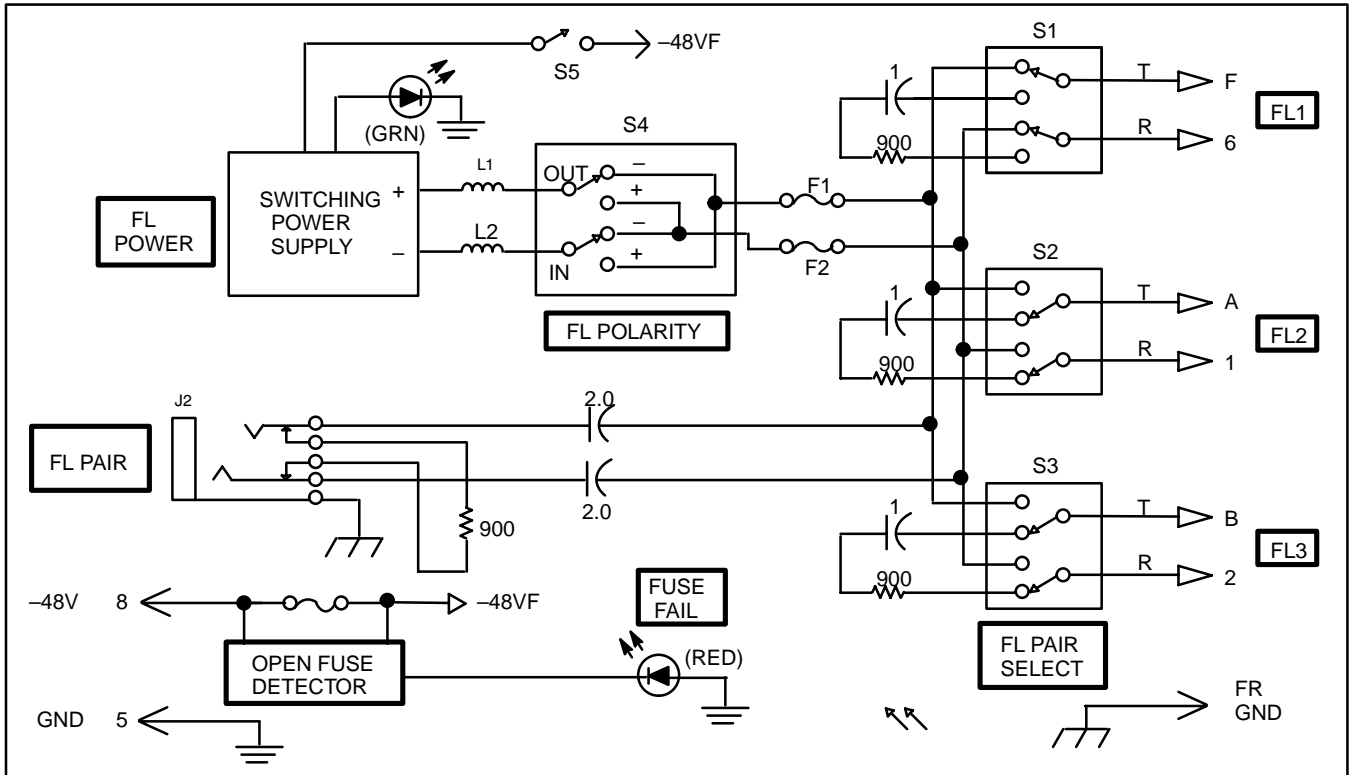 S1
–48VF
S5
1
T
F
FL1
(GRN)
S4
900
R
6
L1
OUT
–
F1
FL
POWER
SWITCHING
POWER
SUPPLY
+
+
L2
–
–
IN
+
F2
S2
1
T
A
FL2
FL POLARITY
900
R
1
J2
2.0
FL PAIR
S3
2.0
1
T
B
900
FL3
900
R
2
FUSE
FAIL
–48V
8
–48VF
(RED)
FL PAIR
SELECT
OPEN FUSE
DETECTOR
FR
GND
GND
5